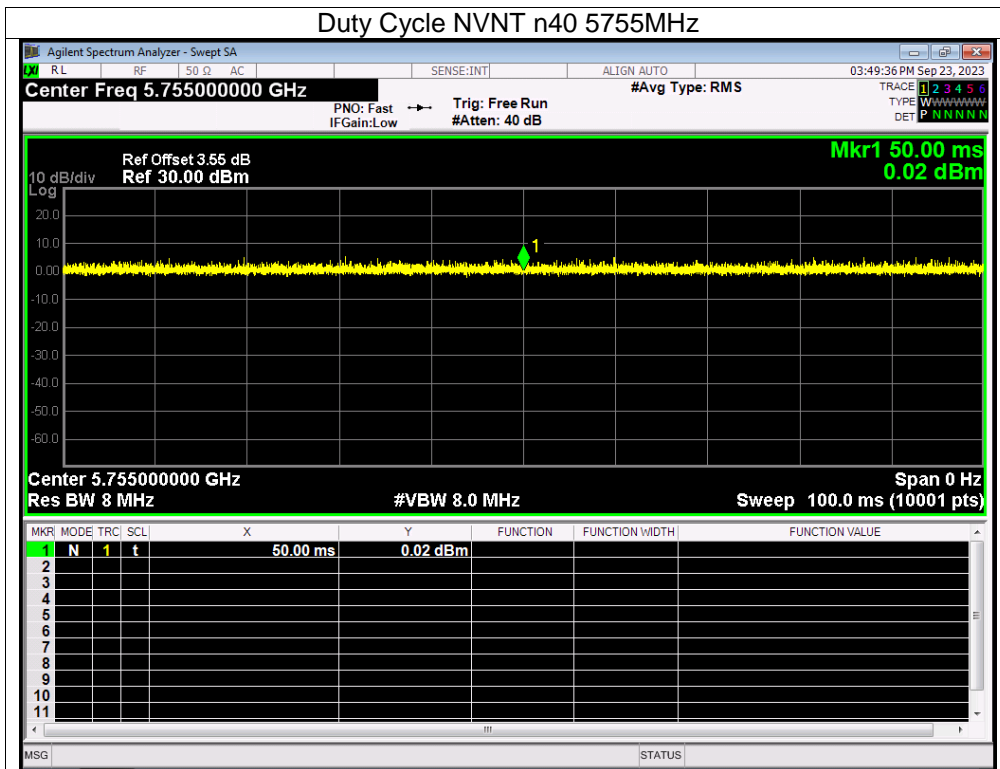 Duty Cycle NVNT n40 5755MHz
Agilent Spectrum Analyzer - Swept SA
LXI RL RF 50 Ω AC SENSE:INT ALIGN AUTO 03:49:36 PM Sep 23, 2023
Center Freq 5.755000000 GHz #Avg Type: RMS TRACE 1 2 3 4 5 6
PNO: Fast Trig: Free Run TYPE WWWWWW
IFGain:Low #Atten: 40 dB DET P N N N N N
Mkr1 50.00 ms
Ref Offset 3.55 dB
10 dB/div Ref 30.00 dBm 0.02 dBm
Log
20.0
10.0
1
0.00
-10.0
-20.0
-30.0
-40.0
-50.0
-60.0
Center 5.755000000 GHz Span 0 Hz
Res BW 8 MHz #VBW 8.0 MHz Sweep 100.0 ms (10001 pts)
MKR MODE TRC SCL X Y FUNCTION FUNCTION WIDTH FUNCTION VALUE
1 N 1 t 50.00 ms 0.02 dBm
2
3
4
5
6
7
8
9
10
11
MSG STATUS